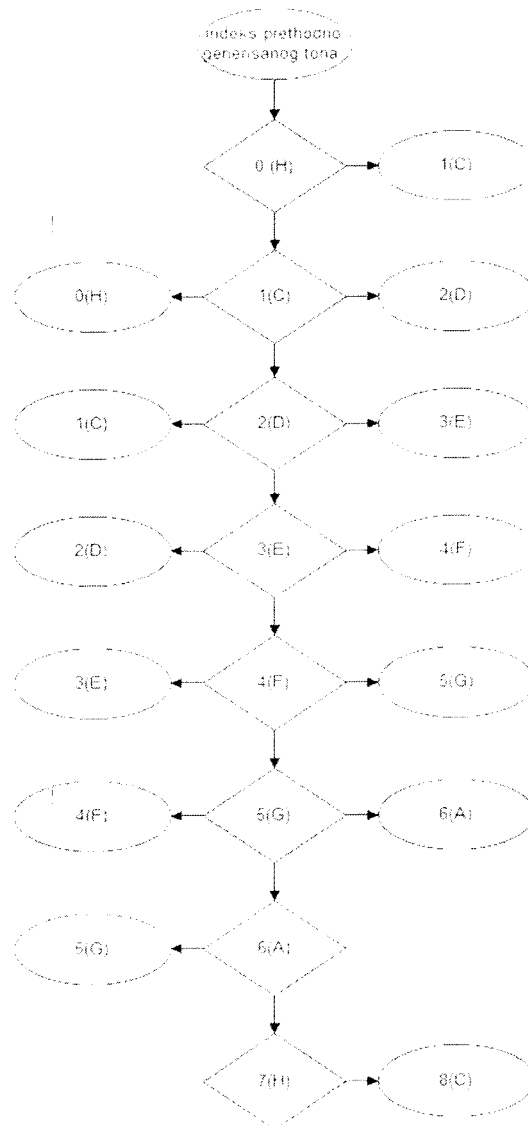 Indeks prethodno
generisanog tona
0 (H)
1(C)
0(H)
1(C)
2(D)
1(C)
2(D)
3(E)
2(D)
3(E)
4(F)
3(E)
4(F)
5(G)
4(F)
5(G)
6(A)
5(G)
6(A)
7(H)
8(C)